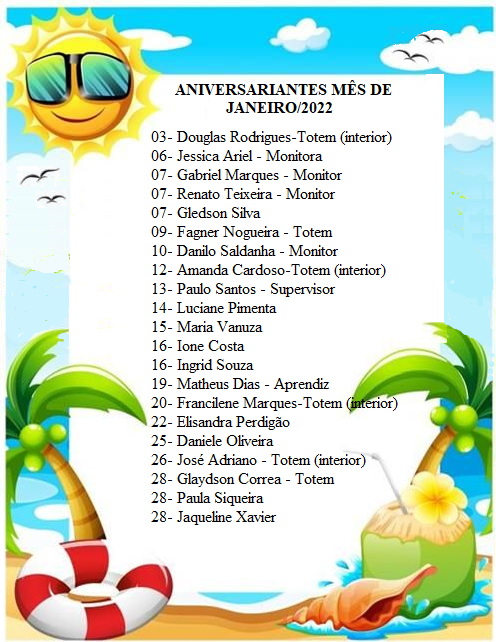 ANIVERSARIANTES MÊS DE
JANEIRO/2022
03- Douglas Rodrigues-Totem (interior)
06- Jessica Ariel - Monitora
07- Gabriel Marques - Monitor
07- Renato Teixeira - Monitor
07- Gledson Silva
09- Fagner Nogueira - Totem
10- Danilo Saldanha - Monitor
12- Amanda Cardoso-Totem (interior)
13- Paulo Santos - Supervisor
14- Luciane Pimenta
15- Maria Vanuza
16- Ione Costa
16- Ingrid Souza
19- Matheus Dias - Aprendiz
20- Francilene Marques-Totem (interior)
22- Elisandra Perdigão
25- Daniele Oliveira
26- José Adriano - Totem (interior)
28- Glaydson Correa - Totem
28- Paula Siqueira
28- Jaqueline Xavier